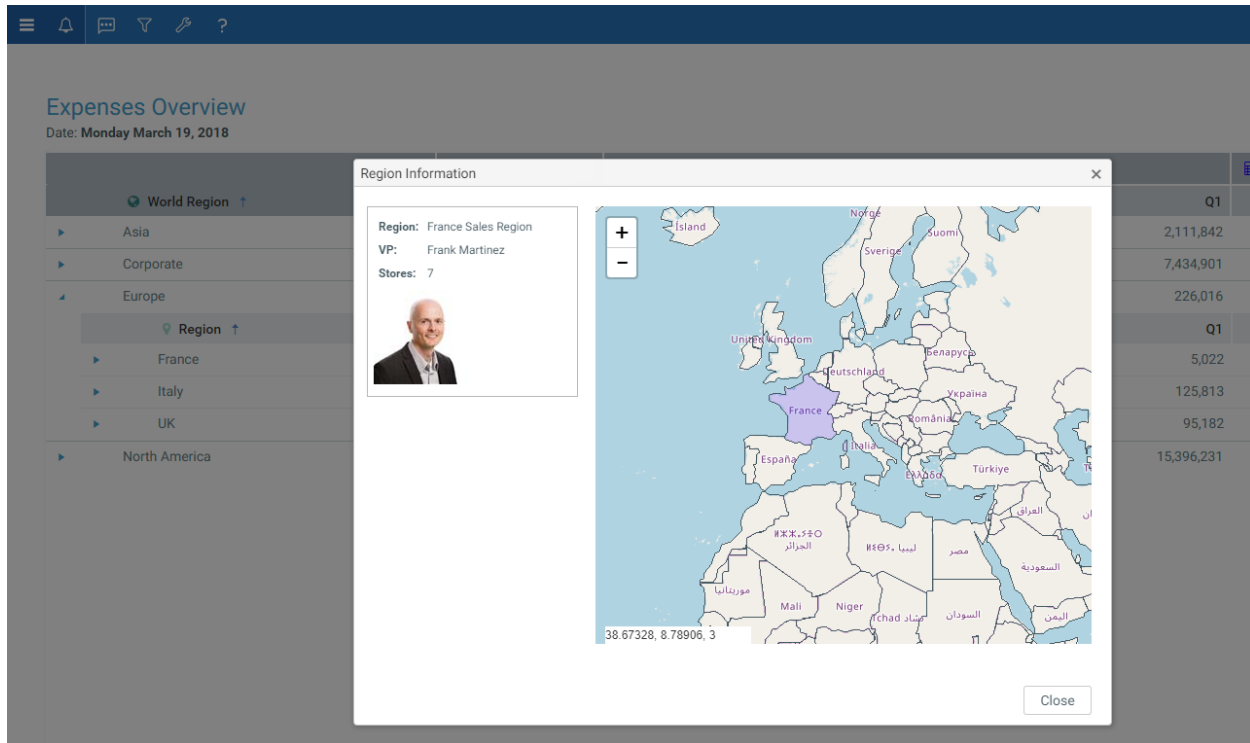 ?
Expenses Overview
Date: Monday March 19, 2018
World Region
Q1
Asia
2,111,842
Corporate
7,434,901
Europe
226,016
Region
Q1
France
5,022
Italy
125,813
UK
95,182
North America
15,396,231
Region Information
Region: France Sales Region
VP: Frank Martinez
Stores: 7
+
−
Ísland
Norge
Suomi
Sverige
United Kingdom
Беларусь
Deutschland
Україна
France
România
Italia
España
Ελλάδα
Türkiye
العراق
ⵍⵣⵣⴰⵢⴻⵔ
الجزائر
ليبيا
مصر
السعودية
موريتانيا
Mali
Niger
Tchad تشاد
السودان
اليمن
38.67328, 8.78906, 3
Close